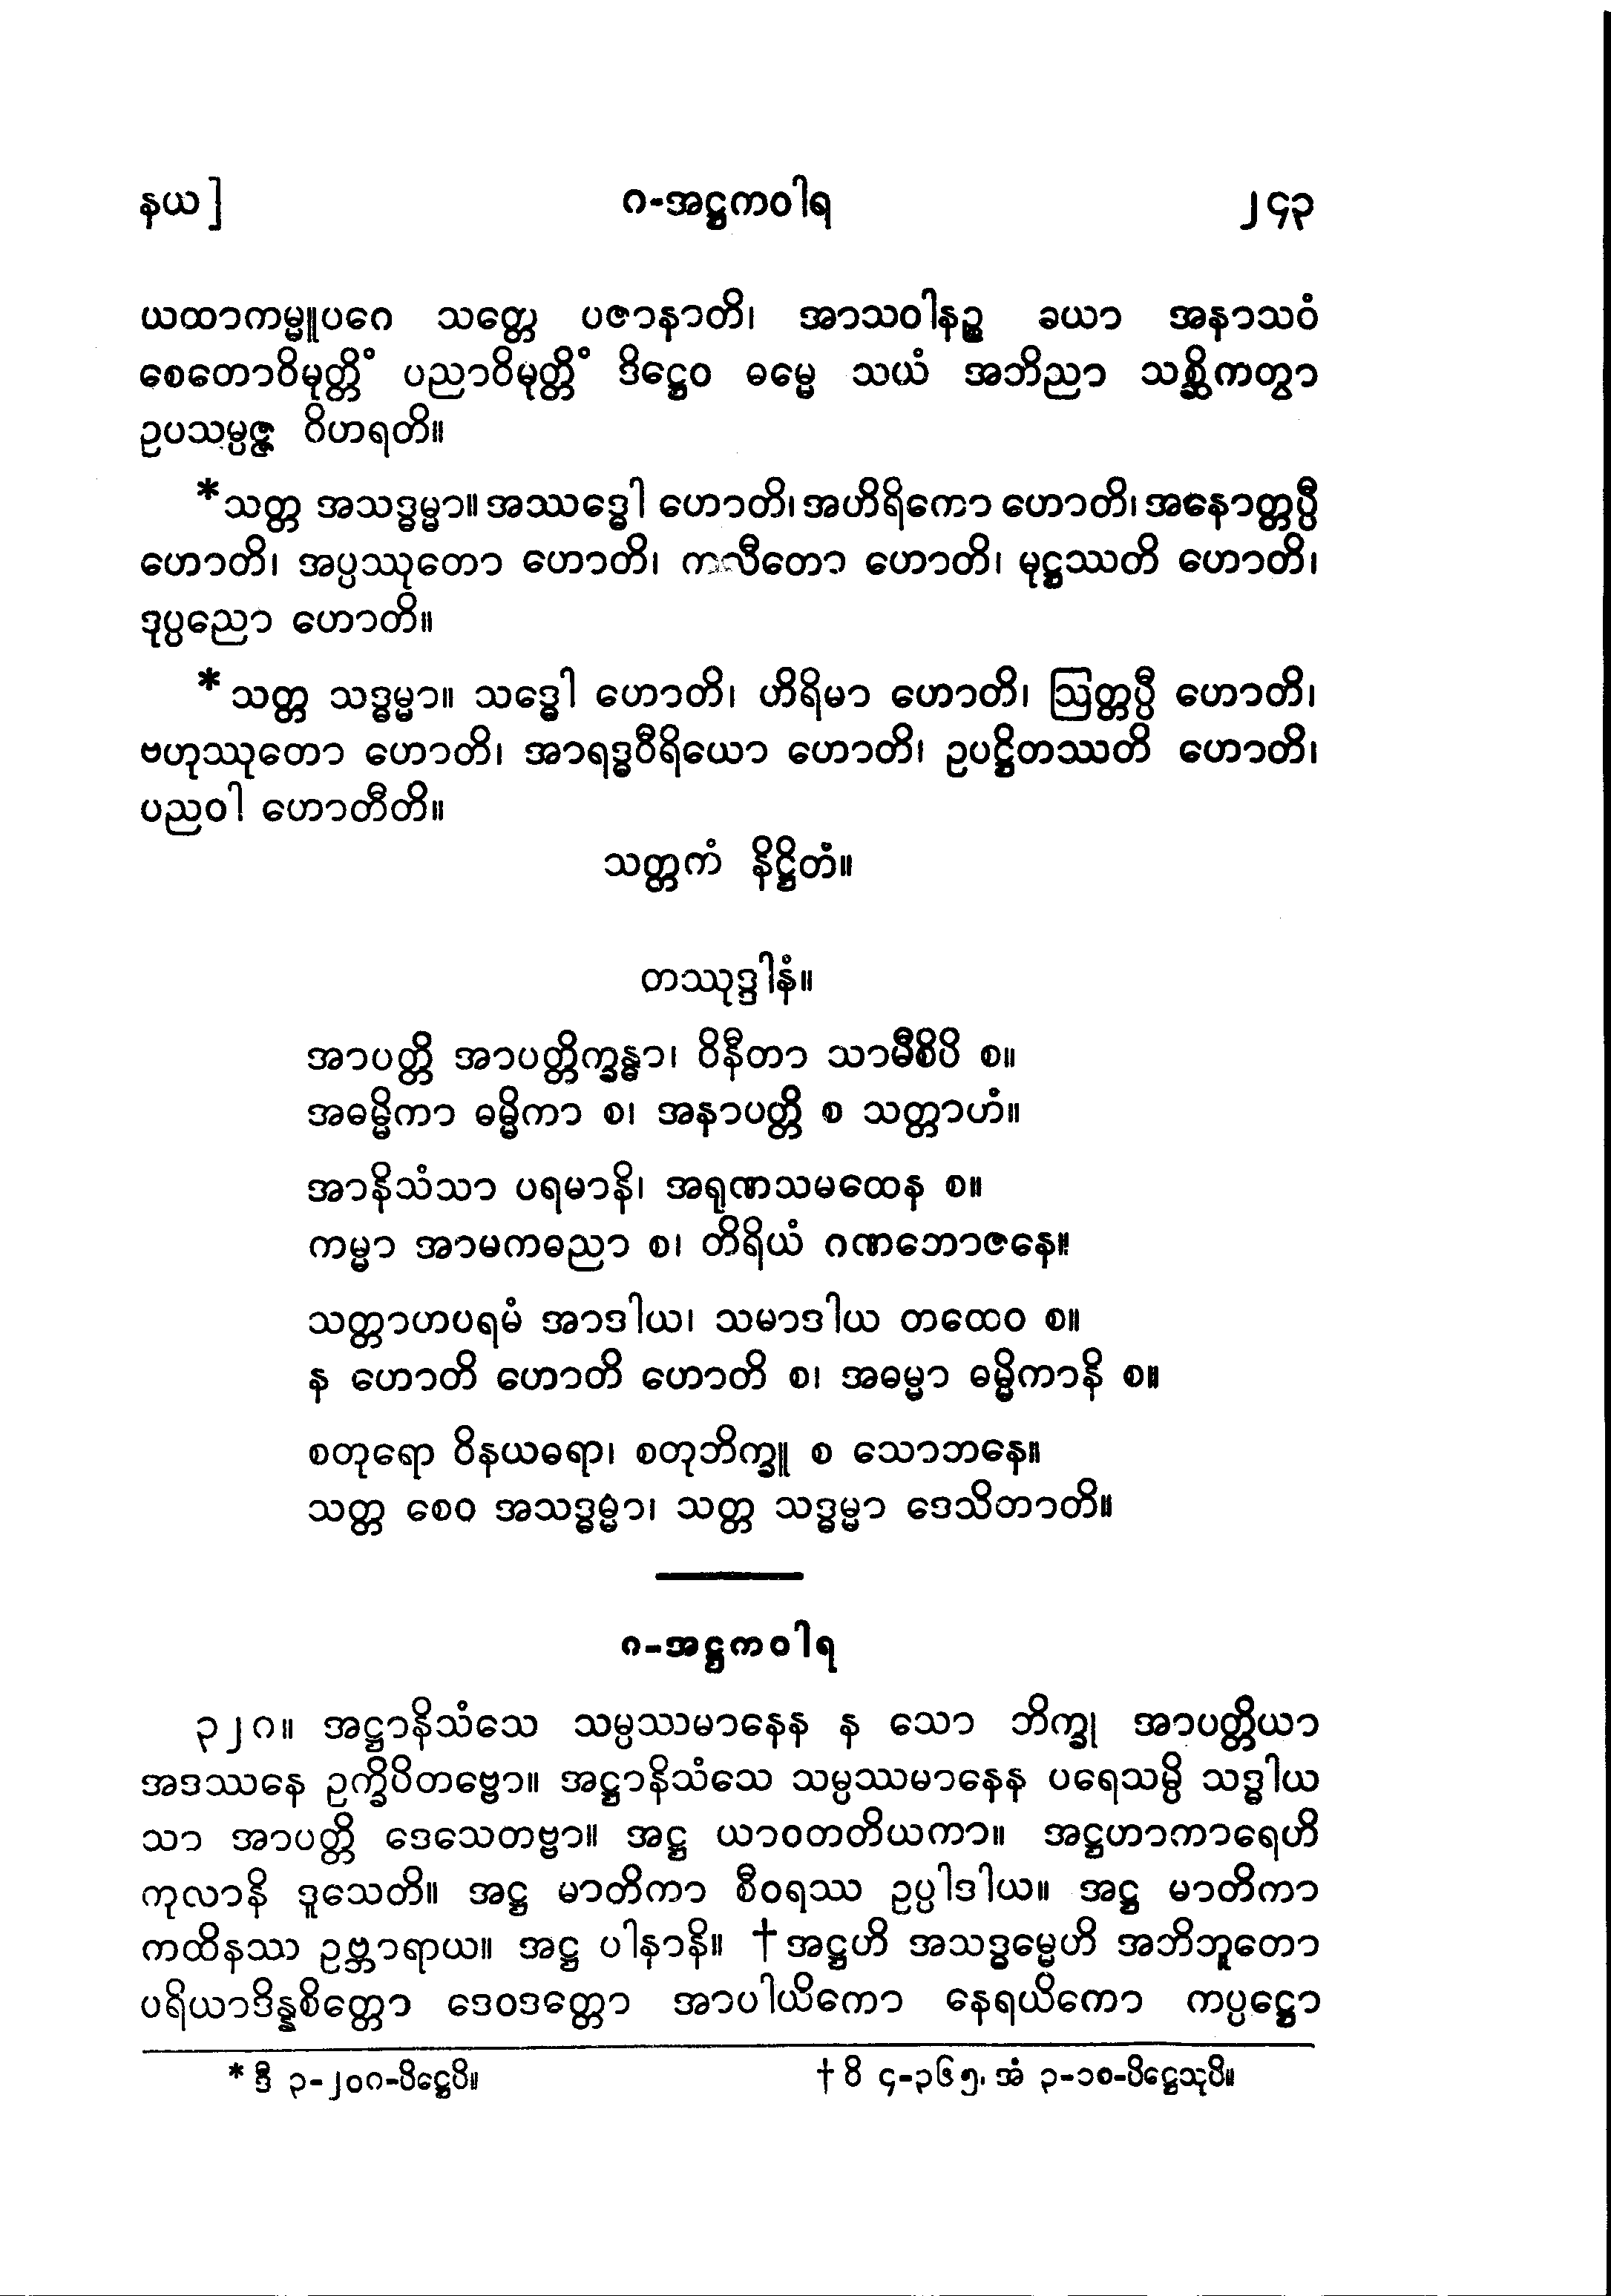 နယ]
ဂ-အဋ္ဌကဝါရ
၂၄၃
ယထာကမ္မူပဂေ သတ္တေ ပဇာနာတိ၊ အာသဝါနဉ္စ ခယာ အနာသဝံ
စေတောဝိမုတ္တိံ ပညာဝိမုတ္တိံ ဒိဋ္ဌေဝ ဓမ္မေ သယံ အဘိညာ သစ္ဆိကတွာ
ဥပသမ္ပဇ္ဇ ဝိဟရတိ။
*သတ္တ အသဒ္ဓမ္မာ။ အဿဒ္ဓေါ ဟောတိ၊ အဟိရိကော ဟောတိ၊ အနောတ္တပ္ပီ
ဟောတိ၊ အပ္ပဿုတော ဟောတိ၊ ကုသီတော ဟောတိ၊ မုဋ္ဌဿတိ ဟောတိ၊
ဒုပ္ပညော ဟောတိ။
*သတ္တ သဒ္ဓမ္မာ။ သဒ္ဓေါ ဟောတိ၊ ဟိရိမာ ဟောတိ၊ ဩတ္တပ္ပီ ဟောတိ၊
ဗဟုဿုတော ဟောတိ၊ အာရဒ္ဓဝီရိယော ဟောတိ၊ ဥပဋ္ဌိတဿတိ ဟောတိ၊
ပညဝါ ဟောတီတိ။
သတ္တကံ နိဋ္ဌိတံ။
တဿုဒ္ဒါနံ။
အာပတ္တိ အာပတ္တိက္ခန္ဓာ၊ ဝိနီတာ သာမီစိပိ စ။
အဓမ္မိကာ ဓမ္မိကာ စ၊ အနာပတ္တိ စ သတ္တာဟံ။
အာနိသံသာ ပရမာနိ၊ အရုဏသမထေန စ။
ကမ္မာ အာမကဓညာ စ၊ တိရိယံ ဂဏဘောဇနေ။
သတ္တာဟပရမံ အာဒါယ၊ သမာဒါယ တထေဝ စ။
န ဟောတိ ဟောတိ ဟောတိ စ၊ အဓမ္မာ ဓမ္မိကာနိ စ။
စတုရော ဝိနယဓရာ၊ စတုဘိက္ခူ စ သောဘနေ။
သတ္တ စေဝ အသဒ္ဓမ္မာ၊ သတ္တ သဒ္ဓမ္မာ ဒေသိတာတိ။
ဂ-အဋ္ဌကဝါရ
၃၂၈။ အဋ္ဌာနိသံသေ သမ္ပဿမာနေန န သော ဘိက္ခု အာပတ္တိယာ
အဒဿနေ ဥက္ခိပိတဗ္ဗော။ အဋ္ဌာနိသံသေ သမ္ပဿမာနေန ပရေသမ္ပိ သဒ္ဓါယ
သာ အာပတ္တိ ဒေသေတဗ္ဗာ။ အဋ္ဌ ယာဝတတိယကာ။ အဋ္ဌဟာကာရေဟိ
ကုလာနိ ဒူသေတိ။ အဋ္ဌ မာတိကာ စီဝရဿ ဥပ္ပါဒါယ။ အဋ္ဌ မာတိကာ
ကထိနဿ ဥဗ္ဘာရာယ။ အဋ္ဌ ပါနာနိ။ †အဋ္ဌဟိ အသဒ္ဓမ္မေဟိ အဘိဘူတော
ပရိယာဒိန္နစိတ္တော ဒေဝဒတ္တော အာပါယိကော နေရယိကော ကပ္ပဋ္ဌော
* ဒီ ၃-၂၀၈-ပိဋ္ဌေပိ။
† ဝိ ၄-၃၆၅၊ အံ ၃-၁၀-ပိဋ္ဌေသုပိ။